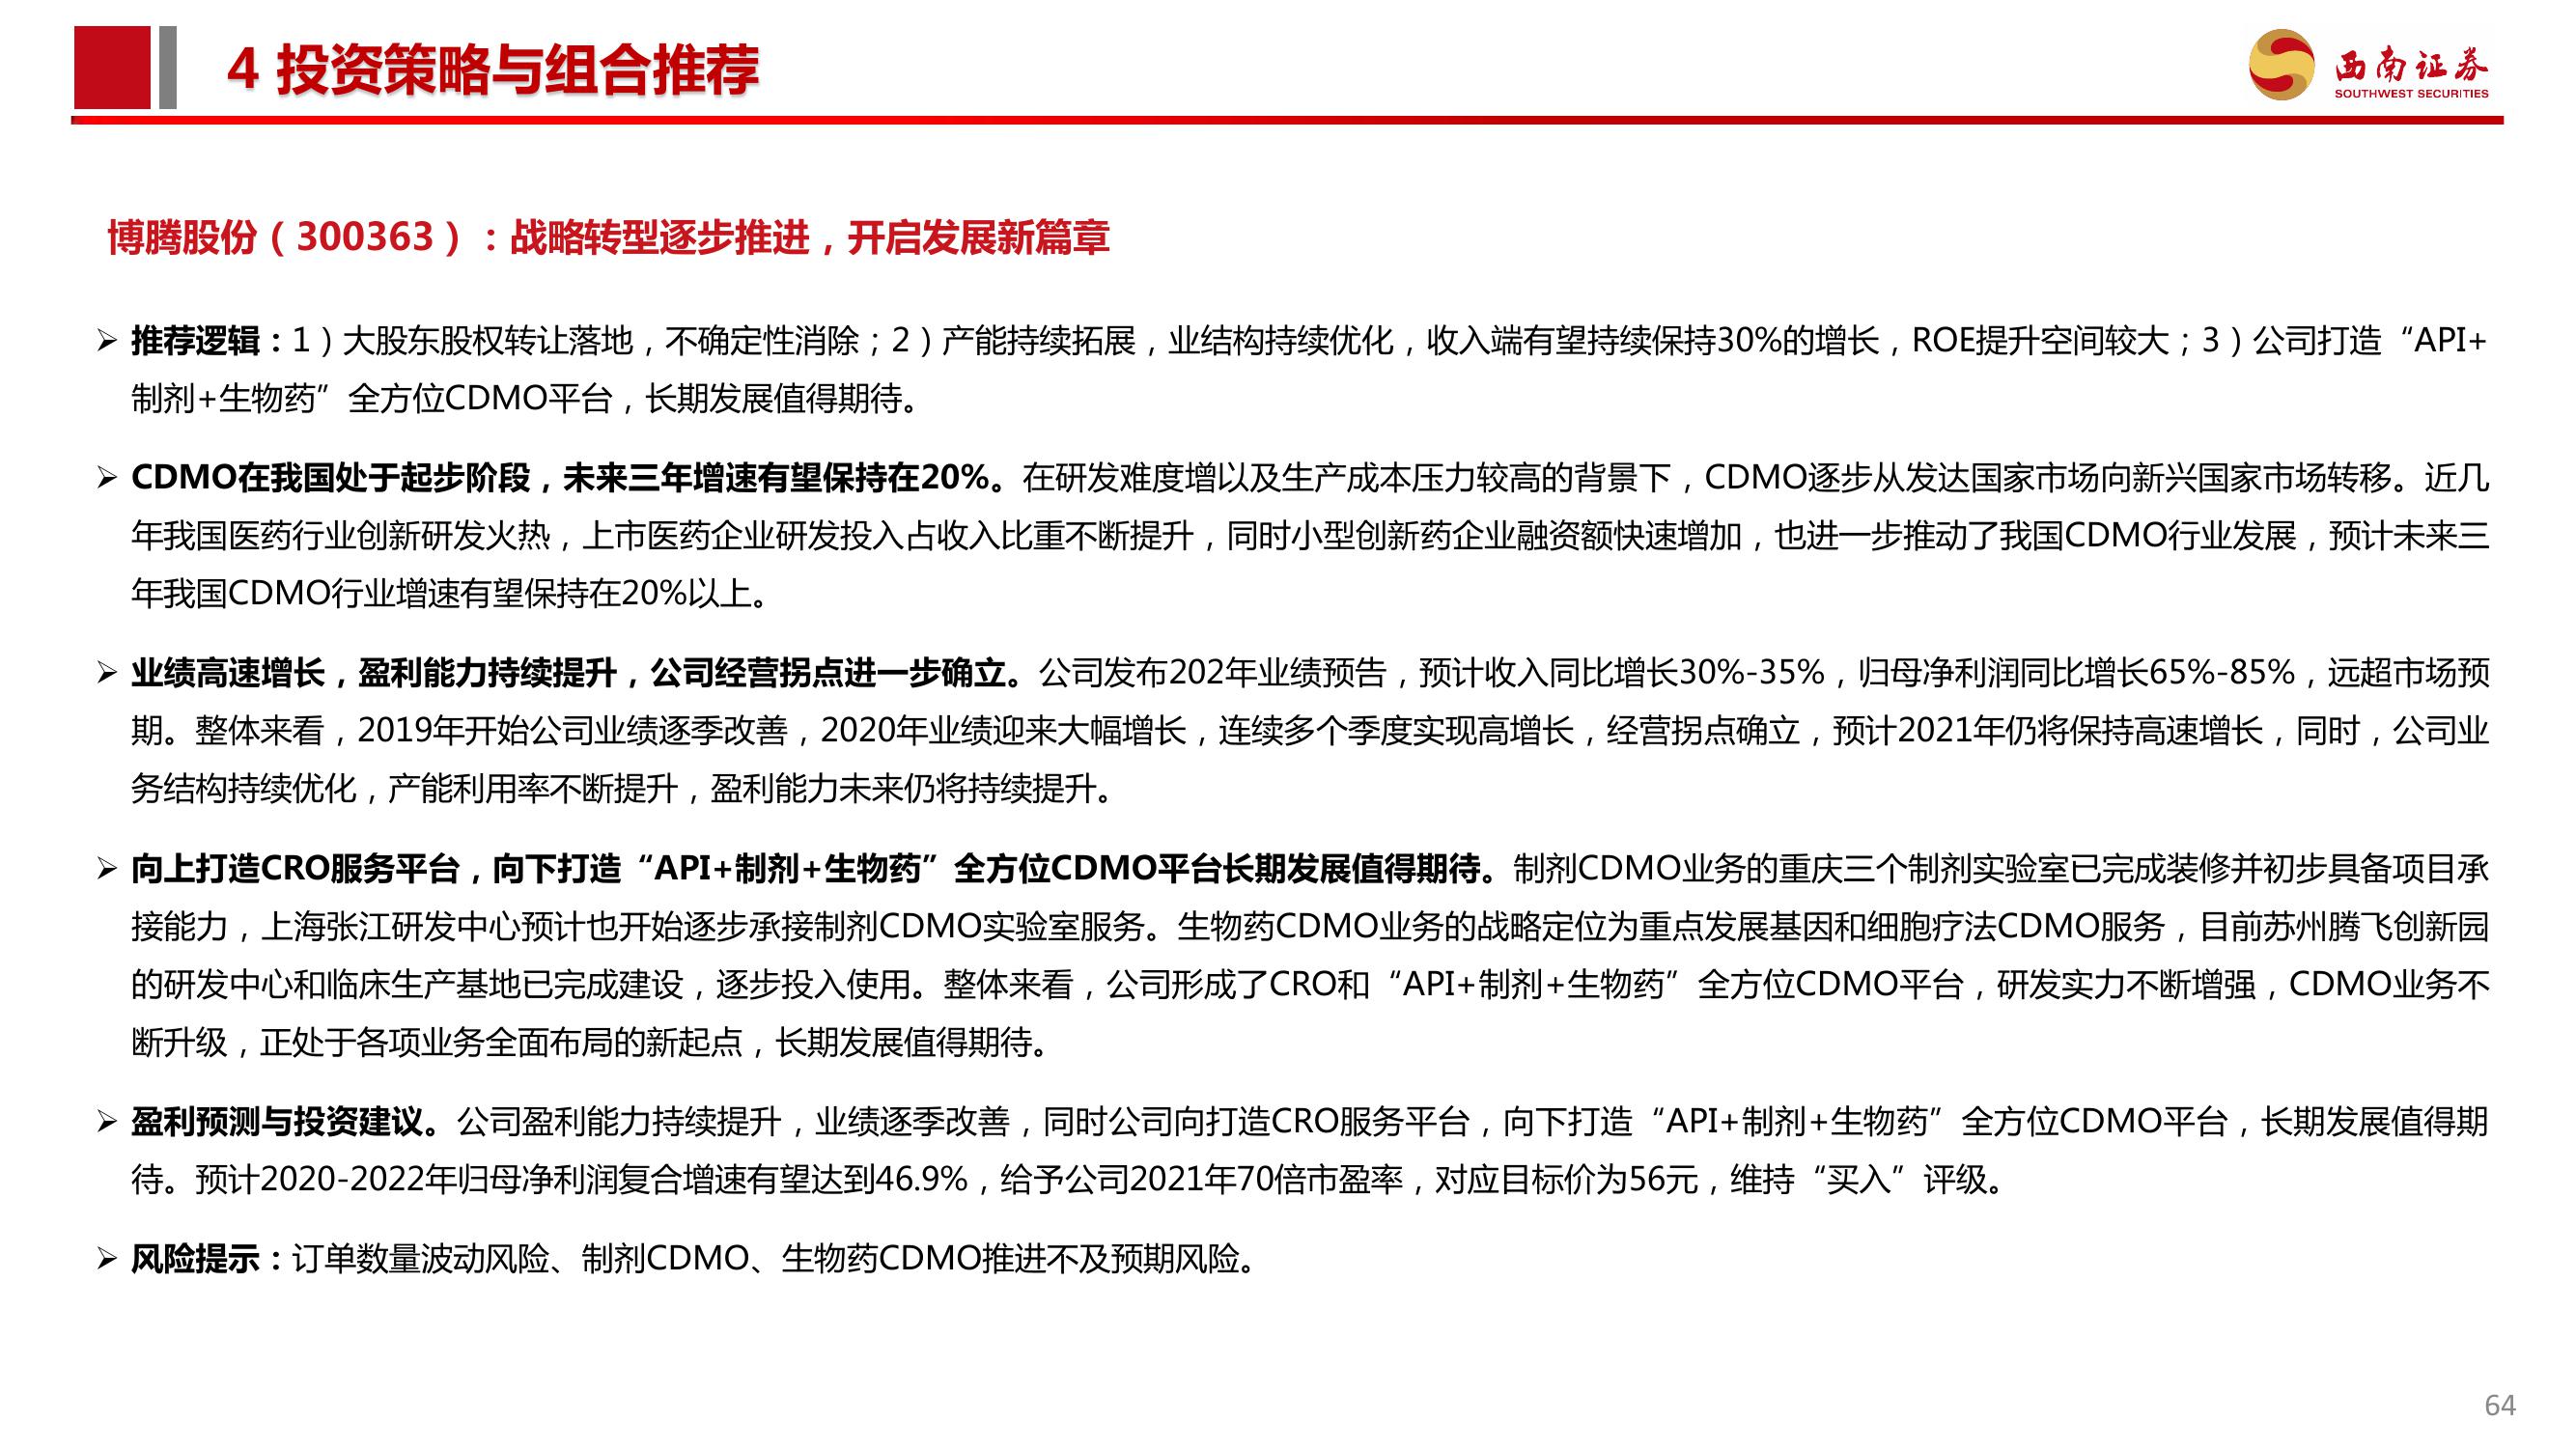 4 投资策略与组合推荐
西南证券
SOUTHWEST SECURITIES
博腾股份（300363）：战略转型逐步推进，开启发展新篇章
➢ 推荐逻辑：1）大股东股权转让落地，不确定性消除；2）产能持续拓展，业结构持续优化，收入端有望持续保持30%的增长，ROE提升空间较大；3）公司打造“API+
制剂+生物药”全方位CDMO平台，长期发展值得期待。
➢ CDMO在我国处于起步阶段，未来三年增速有望保持在20%。在研发难度增以及生产成本压力较高的背景下，CDMO逐步从发达国家市场向新兴国家市场转移。近几
年我国医药行业创新研发火热，上市医药企业研发投入占收入比重不断提升，同时小型创新药企业融资额快速增加，也进一步推动了我国CDMO行业发展，预计未来三
年我国CDMO行业增速有望保持在20%以上。
➢ 业绩高速增长，盈利能力持续提升，公司经营拐点进一步确立。公司发布202年业绩预告，预计收入同比增长30%-35%，归母净利润同比增长65%-85%，远超市场预
期。整体来看，2019年开始公司业绩逐季改善，2020年业绩迎来大幅增长，连续多个季度实现高增长，经营拐点确立，预计2021年仍将保持高速增长，同时，公司业
务结构持续优化，产能利用率不断提升，盈利能力未来仍将持续提升。
➢ 向上打造CRO服务平台，向下打造“API+制剂+生物药”全方位CDMO平台长期发展值得期待。制剂CDMO业务的重庆三个制剂实验室已完成装修并初步具备项目承
接能力，上海张江研发中心预计也开始逐步承接制剂CDMO实验室服务。生物药CDMO业务的战略定位为重点发展基因和细胞疗法CDMO服务，目前苏州腾飞创新园
的研发中心和临床生产基地已完成建设，逐步投入使用。整体来看，公司形成了CRO和“API+制剂+生物药”全方位CDMO平台，研发实力不断增强，CDMO业务不
断升级，正处于各项业务全面布局的新起点，长期发展值得期待。
➢ 盈利预测与投资建议。公司盈利能力持续提升，业绩逐季改善，同时公司向打造CRO服务平台，向下打造“API+制剂+生物药”全方位CDMO平台，长期发展值得期
待。预计2020-2022年归母净利润复合增速有望达到46.9%，给予公司2021年70倍市盈率，对应目标价为56元，维持“买入”评级。
➢ 风险提示：订单数量波动风险、制剂CDMO、生物药CDMO推进不及预期风险。
64